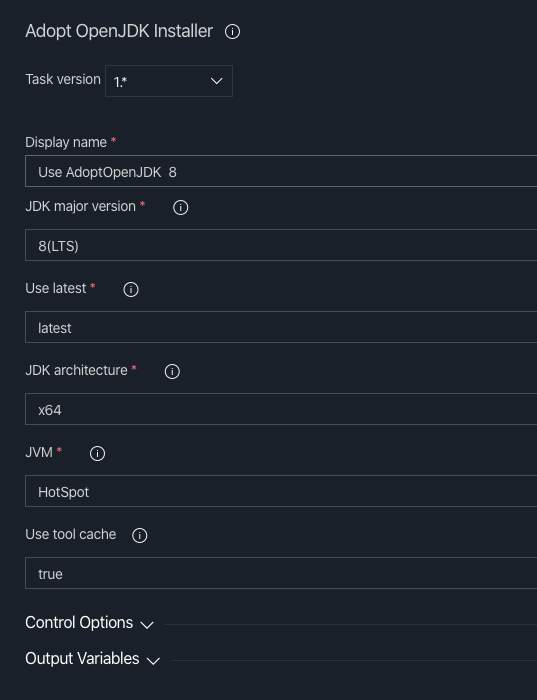 Adopt OpenJDK Installer
Task version 1.*
Display name *
Use AdoptOpenJDK 8
JDK major version *
8(LTS)
Use latest *
latest
JDK architecture *
x64
JVM *
HotSpot
Use tool cache
true
Control Options
Output Variables